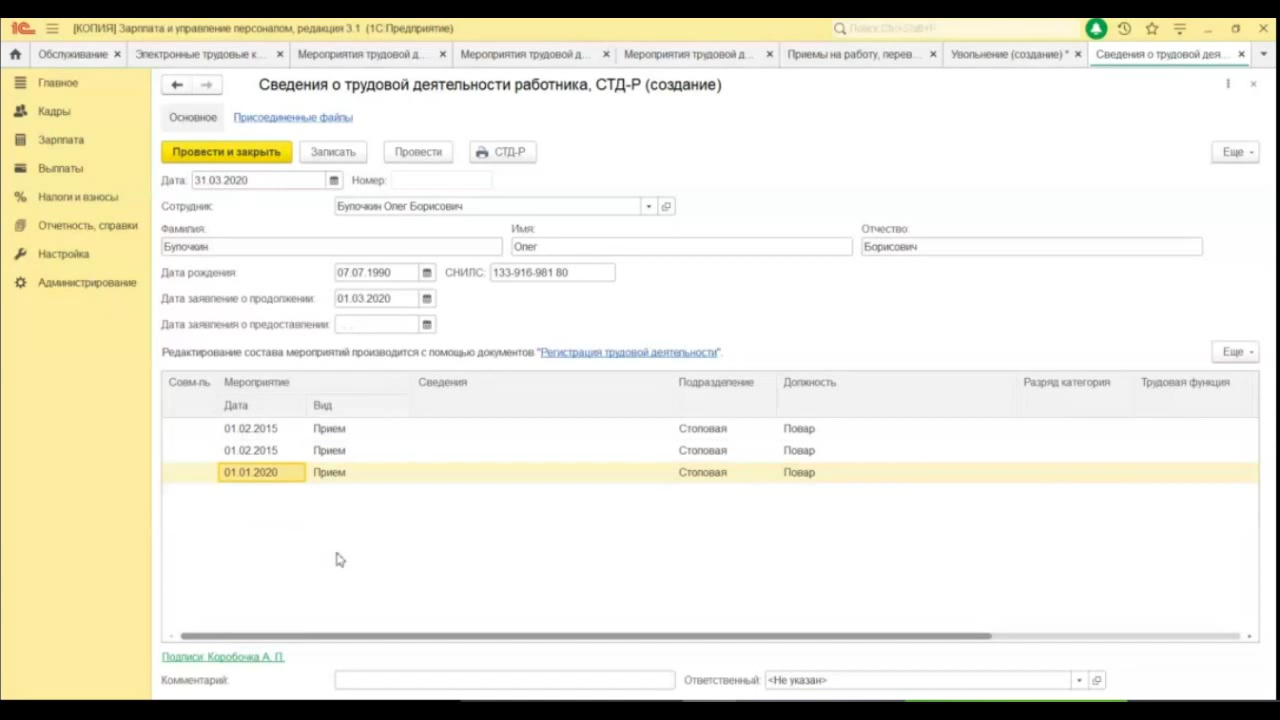 1С [КОПИЯ] Зарплата и управление персоналом, редакция 3.1 (1С:Предприятие) Поиск Ctrl+Shift+F
Обслуживание Электронные трудовые к... Мероприятия трудовой д... Мероприятия трудовой д... Мероприятия трудовой д... Приемы на работу, перев... Увольнение (создание) * Сведения о трудовой дея...
Главное
Кадры
Зарплата
Выплаты
Налоги и взносы
Отчетность, справки
Настройка
Администрирование
Сведения о трудовой деятельности работника, СТД-Р (создание)
Основное Присоединенные файлы
Провести и закрыть Записать Провести СТД-Р Еще
Дата: 31.03.2020 Номер:
Сотрудник: Булочкин Олег Борисович
Фамилия: Имя: Отчество:
Булочкин Олег Борисович
Дата рождения: 07.07.1990 СНИЛС: 133-916-981 80
Дата заявление о продолжении: 01.03.2020
Дата заявления о предоставлении: . .
Редактирование состава мероприятий производится с помощью документов "Регистрация трудовой деятельности". Еще
Совм-ль Мероприятие Сведения Подразделение Должность Разряд категория Трудовая функция
Дата Вид
01.02.2015 Прием Столовая Повар
01.02.2015 Прием Столовая Повар
01.01.2020 Прием Столовая Повар
Подписи: Коробочка А. П.
Комментарий: Ответственный: <Не указан>